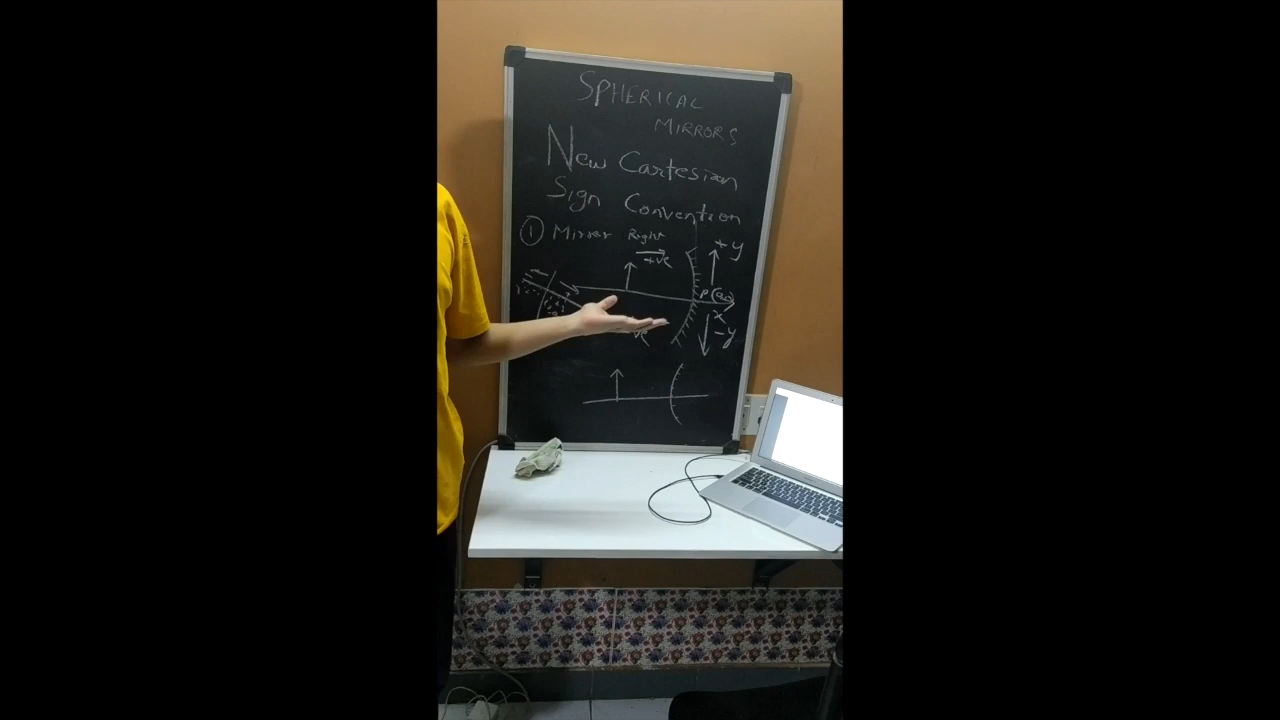 SPHERICAL
MIRRORS
New Cartesian
Sign Convention
① Mirror Right
+ve
+y
P
x
-y